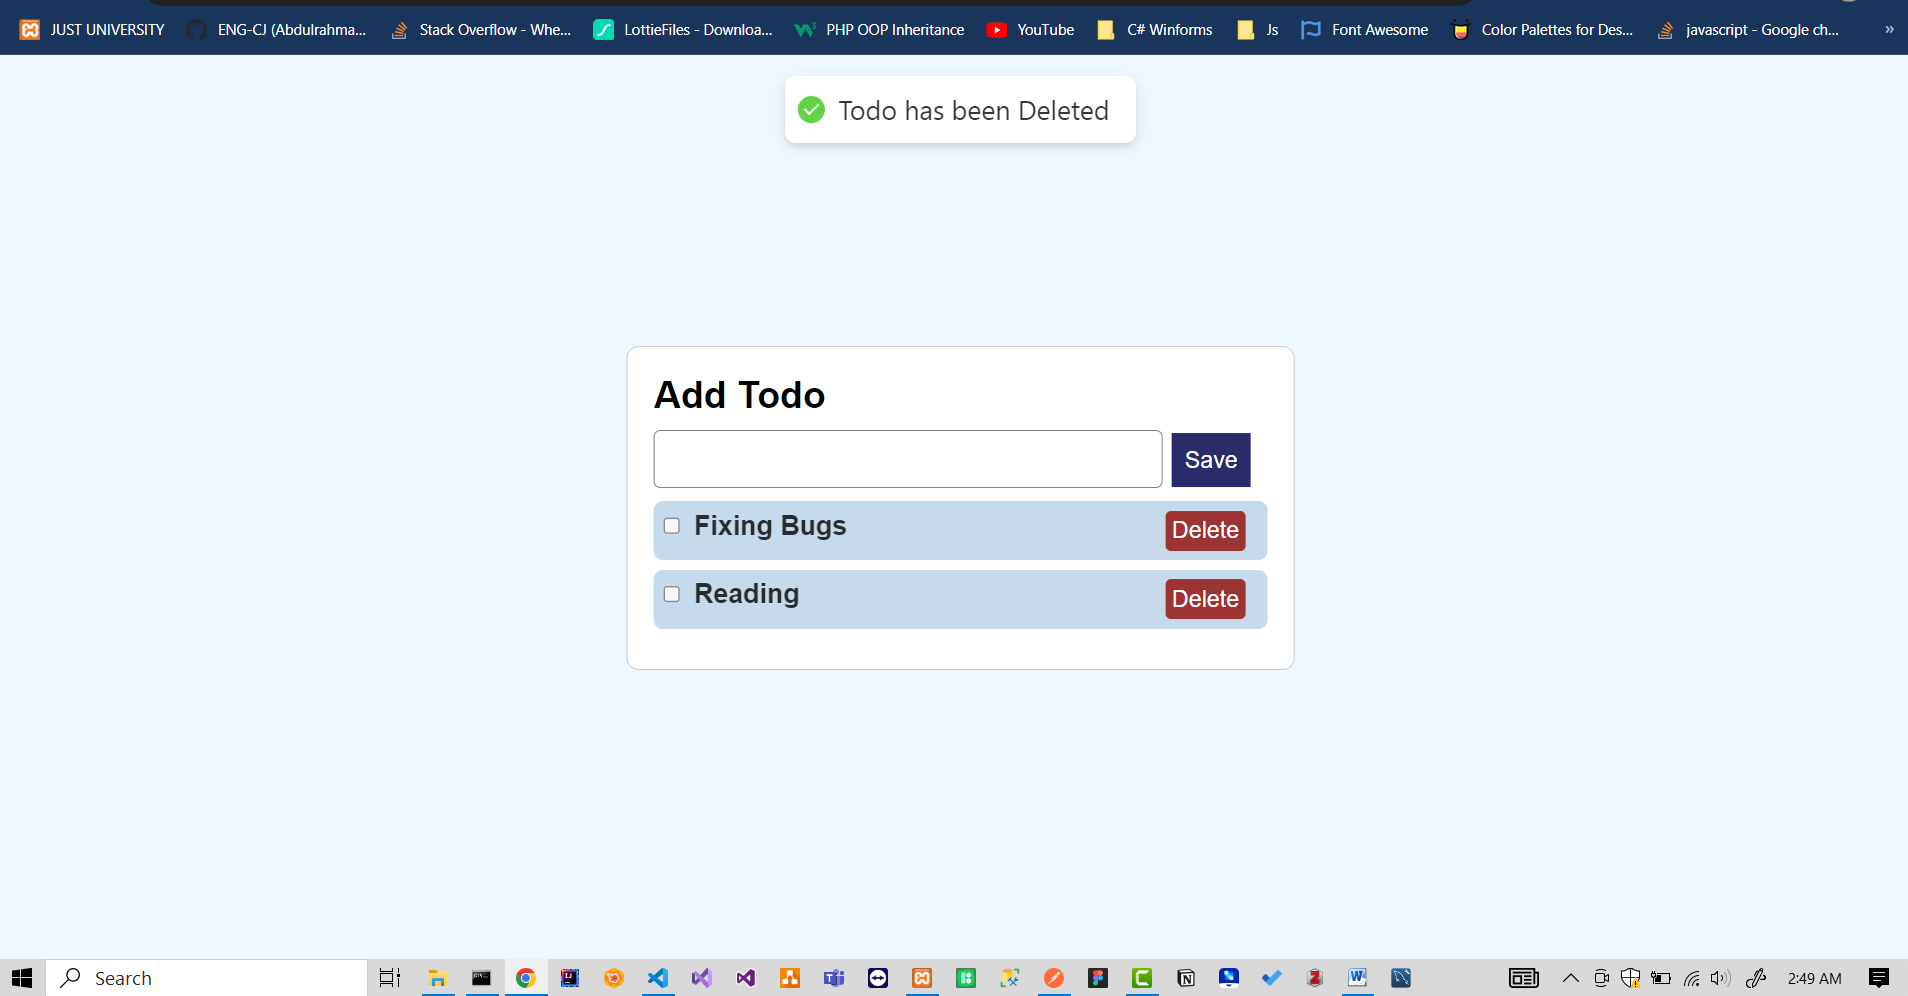 JUST UNIVERSITY ENG-CJ (Abdulrahma... Stack Overflow - Whe... LottieFiles - Downloa... PHP OOP Inheritance YouTube C# Winforms Js Font Awesome Color Palettes for Des... javascript - Google ch... »
Todo has been Deleted
Add Todo
Save
Fixing Bugs Delete
Reading Delete
Search 2:49 AM